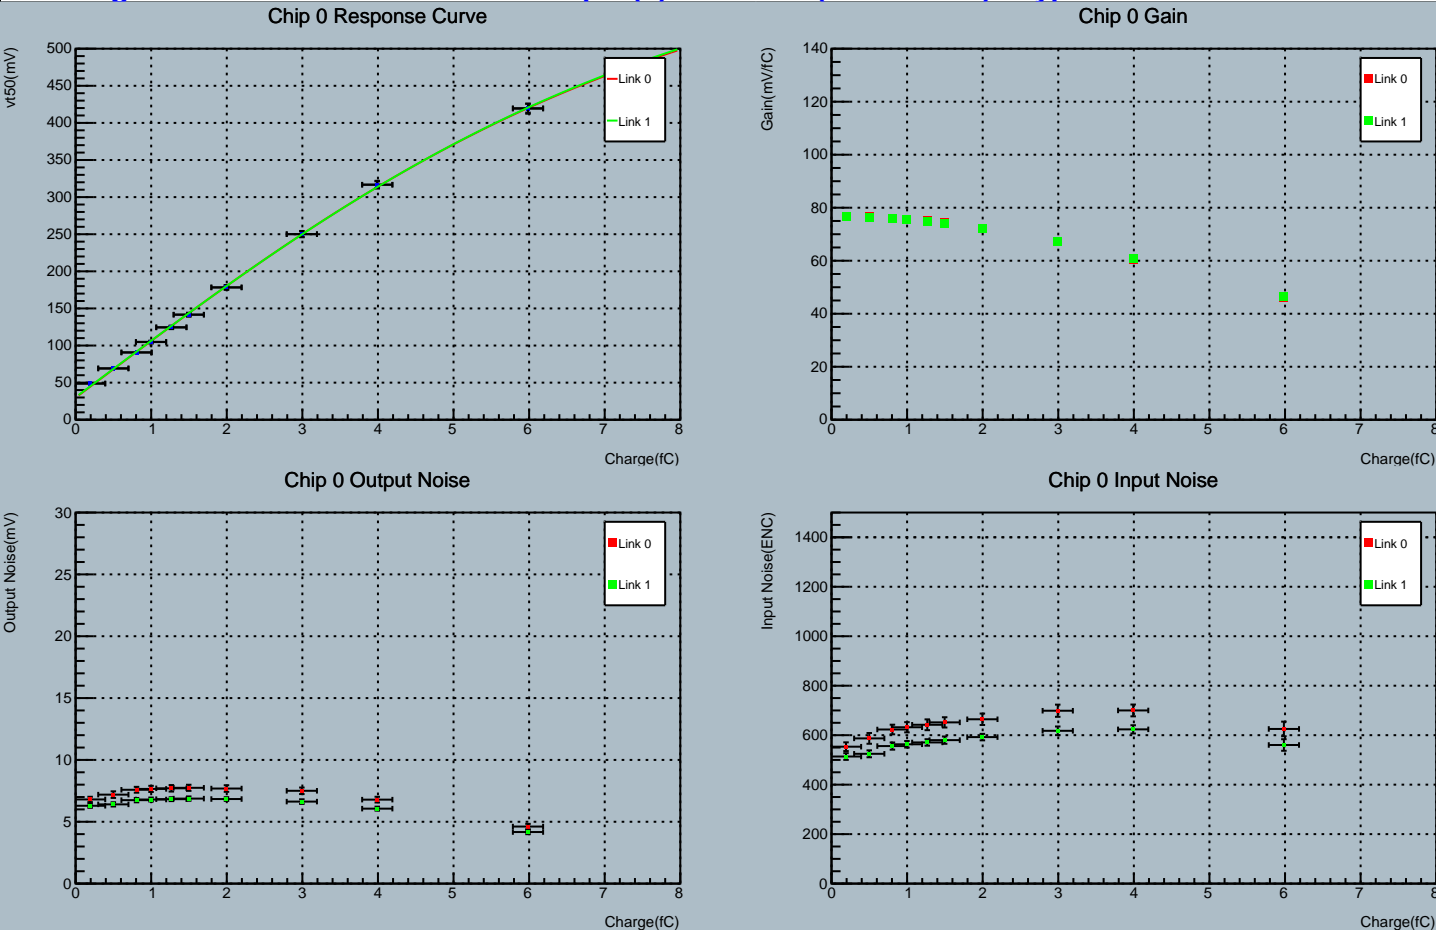 Chip 0 Response Curve
vt50(mV)
500
450
400
350
300
250
200
150
100
50
0
0 1 2 3 4 5 6 7 8
Charge(fC)
Link 0
Link 1
Chip 0 Gain
Gain(mV/fC)
140
120
100
80
60
40
20
0
0 1 2 3 4 5 6 7 8
Charge(fC)
Link 0
Link 1
Chip 0 Output Noise
Output Noise(mV)
30
25
20
15
10
5
0
0 1 2 3 4 5 6 7 8
Charge(fC)
Link 0
Link 1
Chip 0 Input Noise
Input Noise(ENC)
1400
1200
1000
800
600
400
200
0
0 1 2 3 4 5 6 7 8
Charge(fC)
Link 0
Link 1